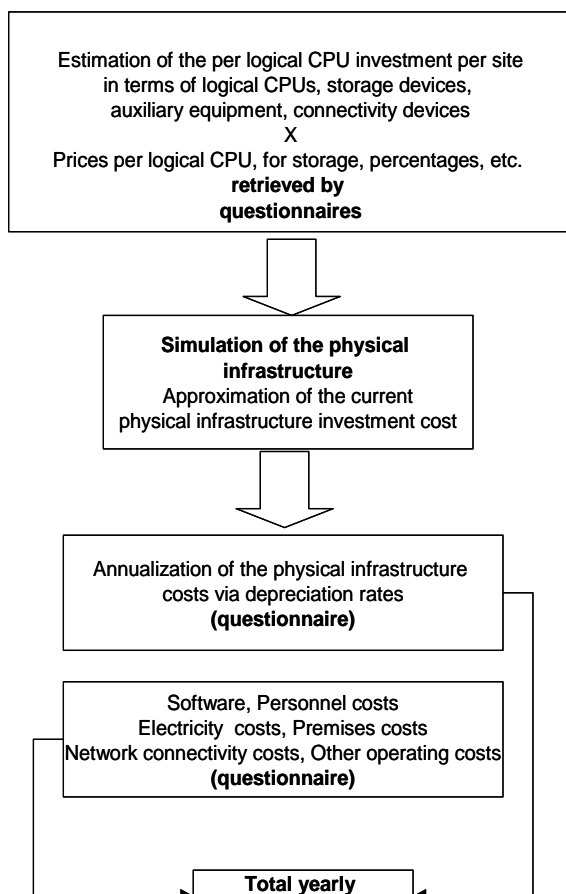 Estimation of the per logical CPU investment per site
in terms of logical CPUs, storage devices,
auxiliary equipment, connectivity devices
X
Prices per logical CPU, for storage, percentages, etc.
retrieved by
questionnaires
Simulation of the physical
infrastructure
Approximation of the current
physical infrastructure investment cost
Annualization of the physical infrastructure
costs via depreciation rates
(questionnaire)
Software, Personnel costs
Electricity costs, Premises costs
Network connectivity costs, Other operating costs
(questionnaire)
Total yearly